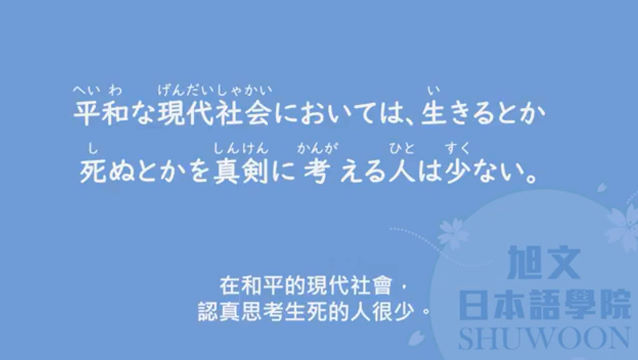 へいわ げんだいしゃかい い
平和な現代社会においては、生きるとか
し しんけん かんが ひと すく
死ぬとかを真剣に考える人は少ない。
在和平的現代社會，
認真思考生死的人很少。
旭文
日本語學院
SHUWOON